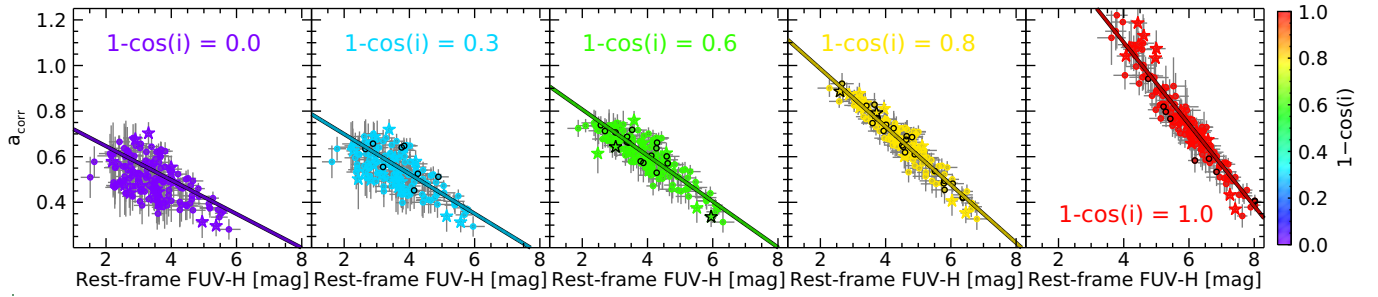 1.2
1.0
0.8
0.6
0.4
a_corr
1-cos(i) = 0.0
1-cos(i) = 0.3
1-cos(i) = 0.6
1-cos(i) = 0.8
1-cos(i) = 1.0
2 4 6 8
2 4 6 8
2 4 6 8
2 4 6 8
2 4 6 8
Rest-frame FUV-H [mag]
Rest-frame FUV-H [mag]
Rest-frame FUV-H [mag]
Rest-frame FUV-H [mag]
Rest-frame FUV-H [mag]
1.0
0.8
0.6
0.4
0.2
0.0
1-cos(i)